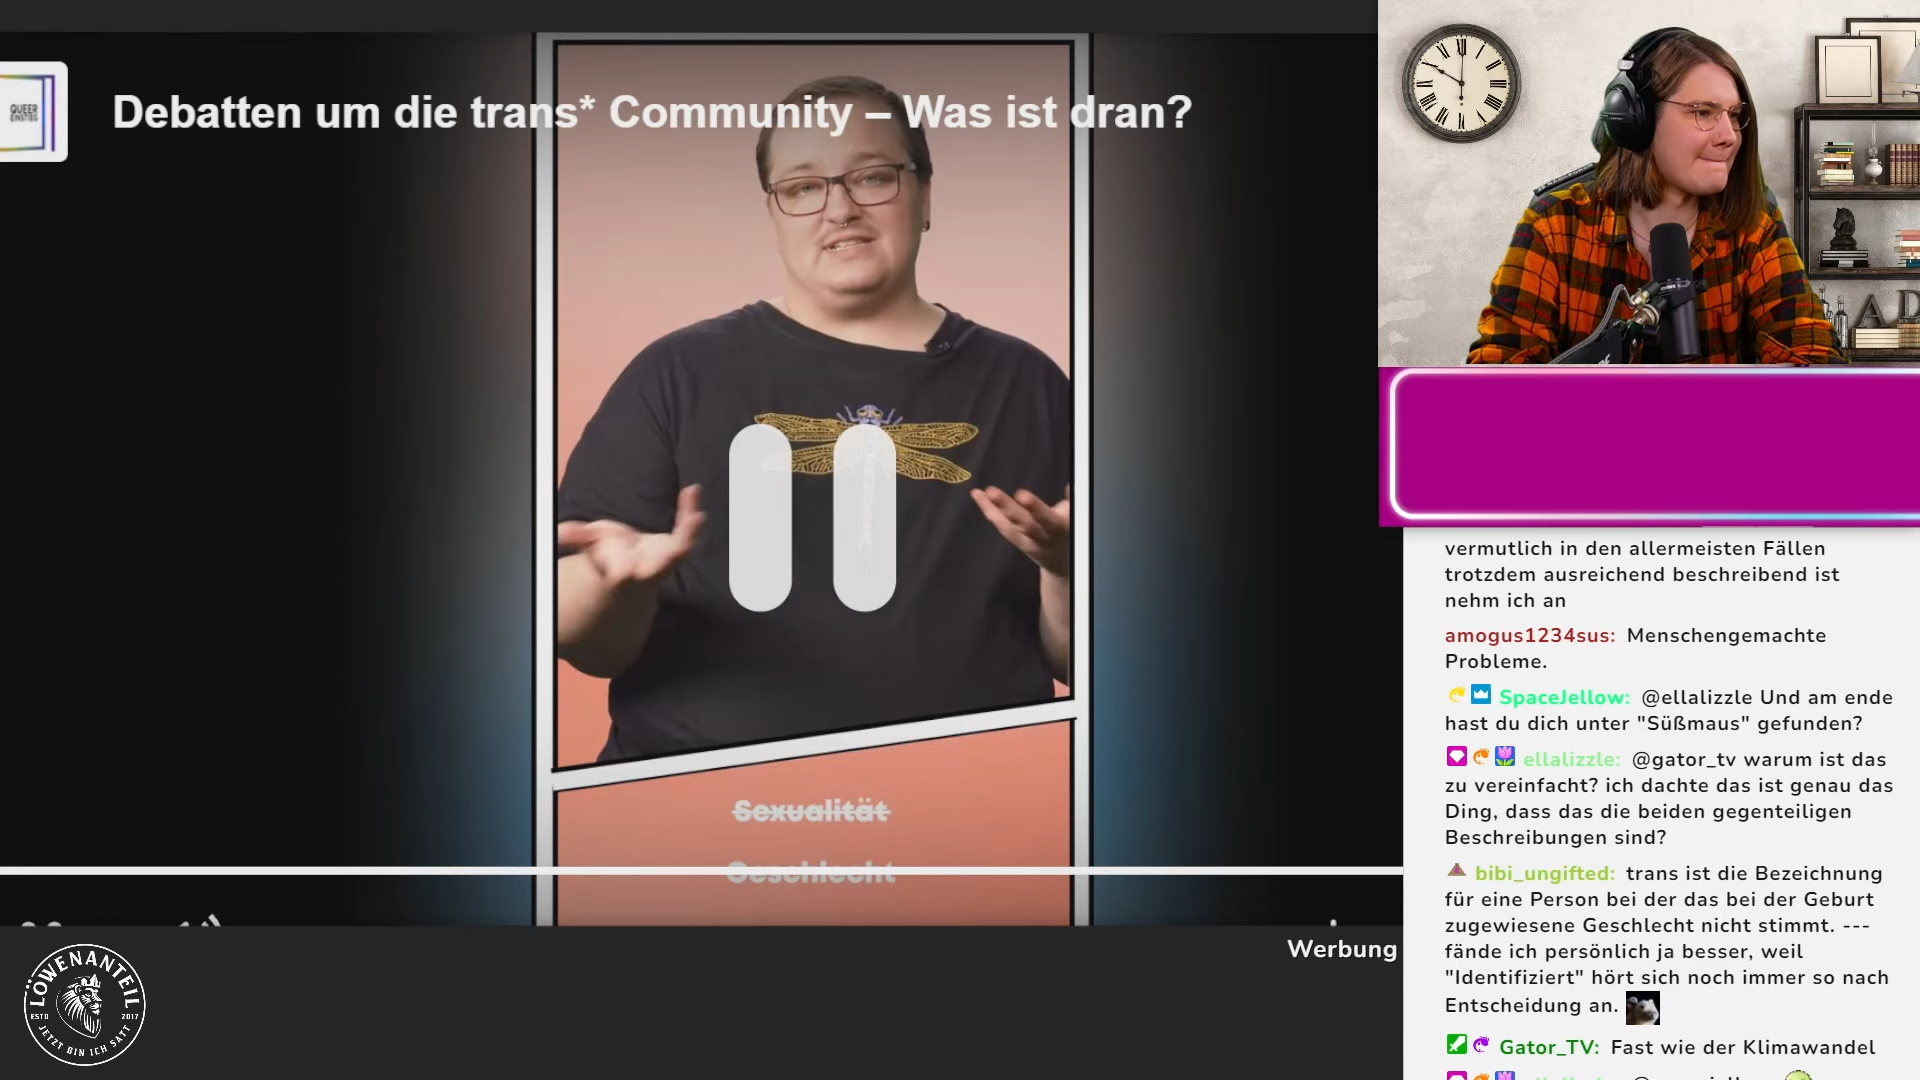 QUEER
EINSTIEG
Debatten um die trans* Community – Was ist dran?
Sexualität
Geschlecht
vermutlich in den allermeisten Fällen
trotzdem ausreichend beschreibend ist
nehm ich an
amogus1234sus: Menschengemachte
Probleme.
SpaceJellow: @ellalizzle Und am ende
hast du dich unter "Süßmaus" gefunden?
ellalizzle: @gator_tv warum ist das
zu vereinfacht? ich dachte das ist genau das
Ding, dass das die beiden gegenteiligen
Beschreibungen sind?
bibi_ungifted: trans ist die Bezeichnung
für eine Person bei der das bei der Geburt
zugewiesene Geschlecht nicht stimmt. ---
fände ich persönlich ja besser, weil
"Identifiziert" hört sich noch immer so nach
Entscheidung an.
Gator_TV: Fast wie der Klimawandel
Werbung
LÖWENANTEIL
ESTD 2017
JETZT BIN ICH SATT